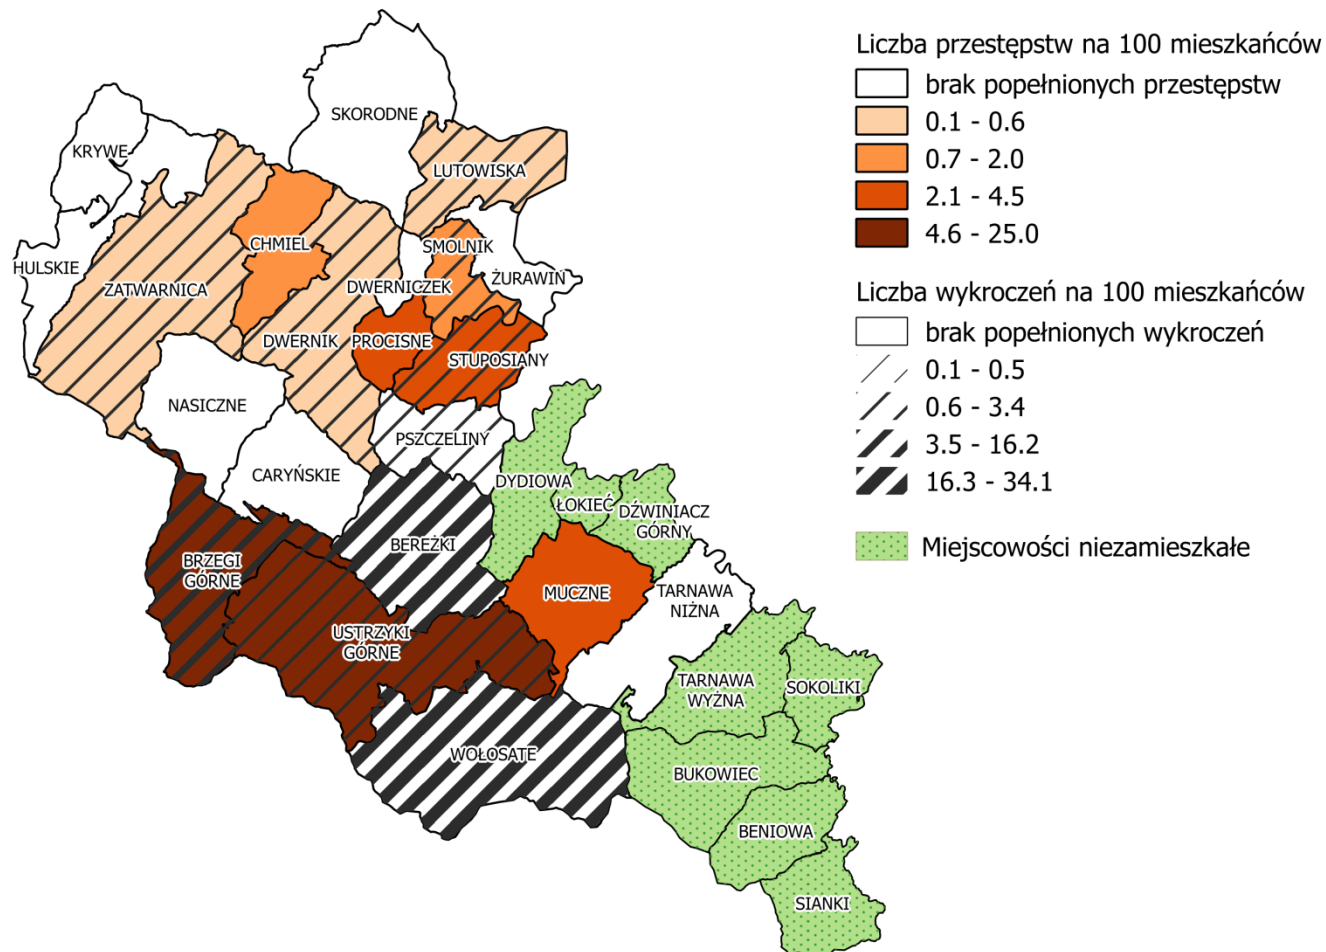 Liczba przestępstw na 100 mieszkańców
brak popełnionych przestępstw
0.1 - 0.6
0.7 - 2.0
2.1 - 4.5
4.6 - 25.0
Liczba wykroczeń na 100 mieszkańców
brak popełnionych wykroczeń
0.1 - 0.5
0.6 - 3.4
3.5 - 16.2
16.3 - 34.1
Miejscowości niezamieszkałe
SKORODNE
KRYWE
LUTOWISKA
CHMIEL
SMOLNIK
HULSKIE
ŻURAWIN
ZATWARNICA
DWERNICZEK
DWERNIK
PROCISNE
STUPOSIANY
NASICZNE
PSZCZELINY
CARYŃSKIE
DYDIOWA
ŁOKIEĆ
DŹWINIACZ
GÓRNY
BEREŻKI
BRZEGI
GÓRNE
MUCZNE
TARNAWA
NIŻNA
USTRZYKI
GÓRNE
TARNAWA
WYŻNA
SOKOLIKI
WOŁOSATE
BUKOWIEC
BENIOWA
SIANKI